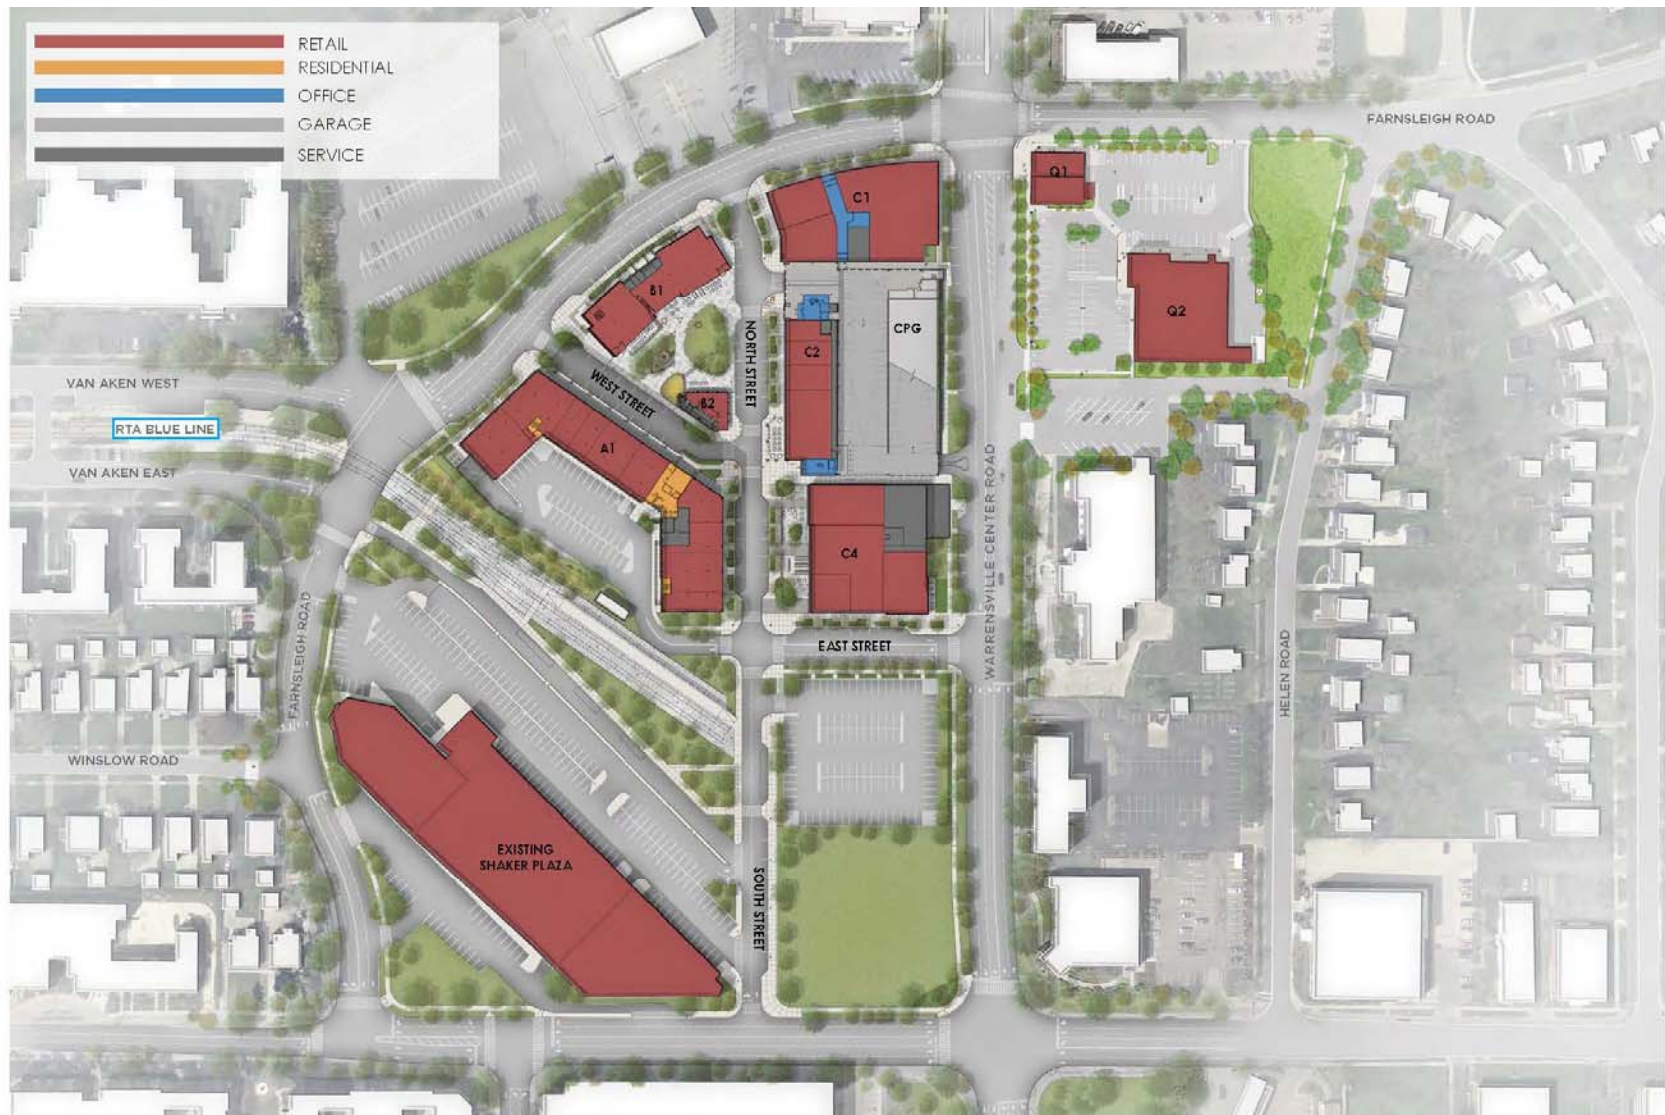 RETAIL
RESIDENTIAL
OFFICE
GARAGE
SERVICE
FARNSLEIGH ROAD
Q1
C1
Q2
B1
CPG
NORTH STREET
C2
VAN AKEN WEST
WEST STREET
B2
RTA BLUE LINE
A1
VAN AKEN EAST
WARRENSVILLE CENTER ROAD
C4
FARNSLEIGH ROAD
EAST STREET
HELEN ROAD
WINSLOW ROAD
EXISTING
SHAKER PLAZA
SOUTH STREET